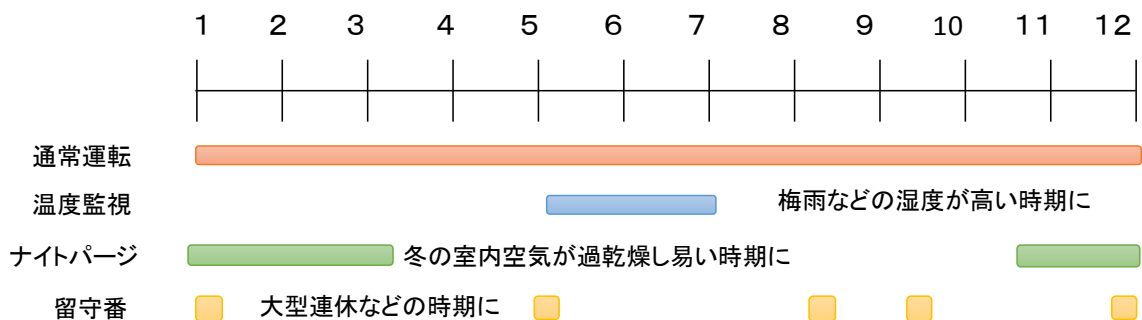 1 2 3 4 5 6 7 8 9 10 11 12
通常運転
温度監視 梅雨などの湿度が高い時期に
ナイトパージ 冬の室内空気が過乾燥し易い時期に
留守番 大型連休などの時期に